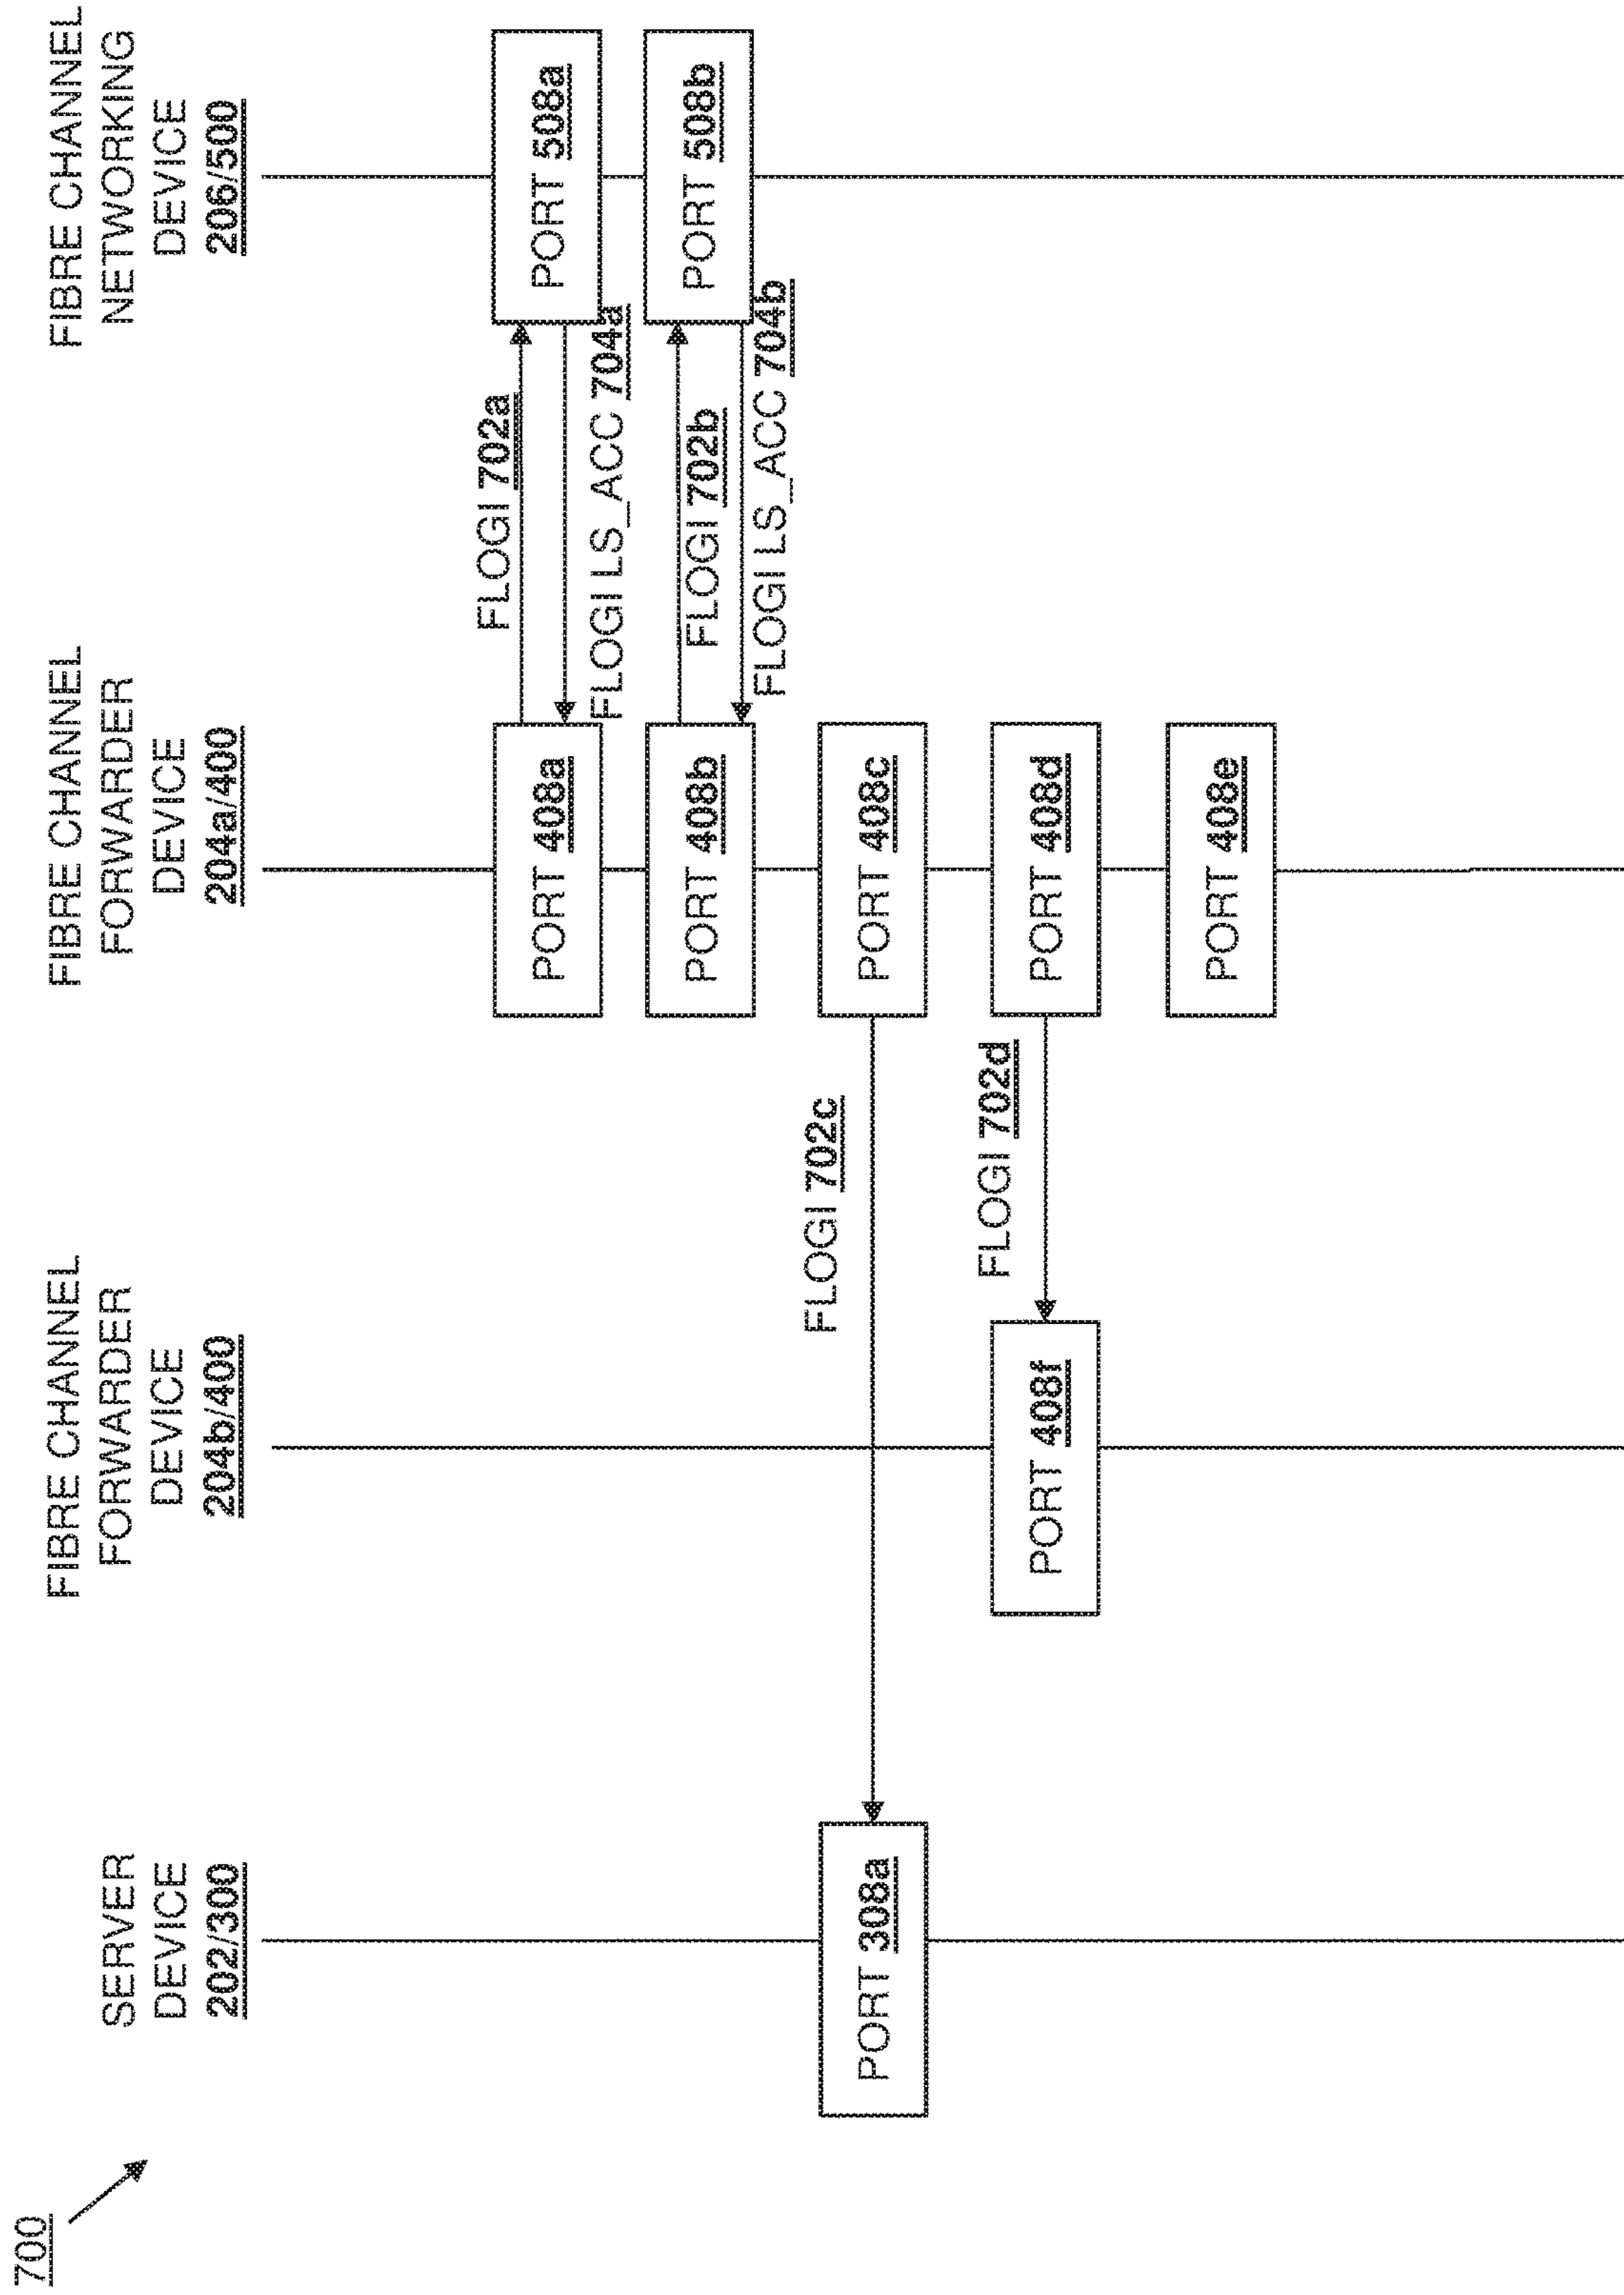 700
SERVER
DEVICE
202/300
FIBRE CHANNEL
FORWARDER
DEVICE
204b/400
FIBRE CHANNEL
FORWARDER
DEVICE
204a/400
FIBRE CHANNEL
NETWORKING
DEVICE
206/500
FLOGI 702a
PORT 408a
PORT 508a
FLOGI LS_ACC 704a
FLOGI 702b
PORT 408b
PORT 508b
FLOGI LS_ACC 704b
FLOGI 702c
PORT 308a
PORT 408c
FLOGI 702d
PORT 408f
PORT 408d
PORT 408e